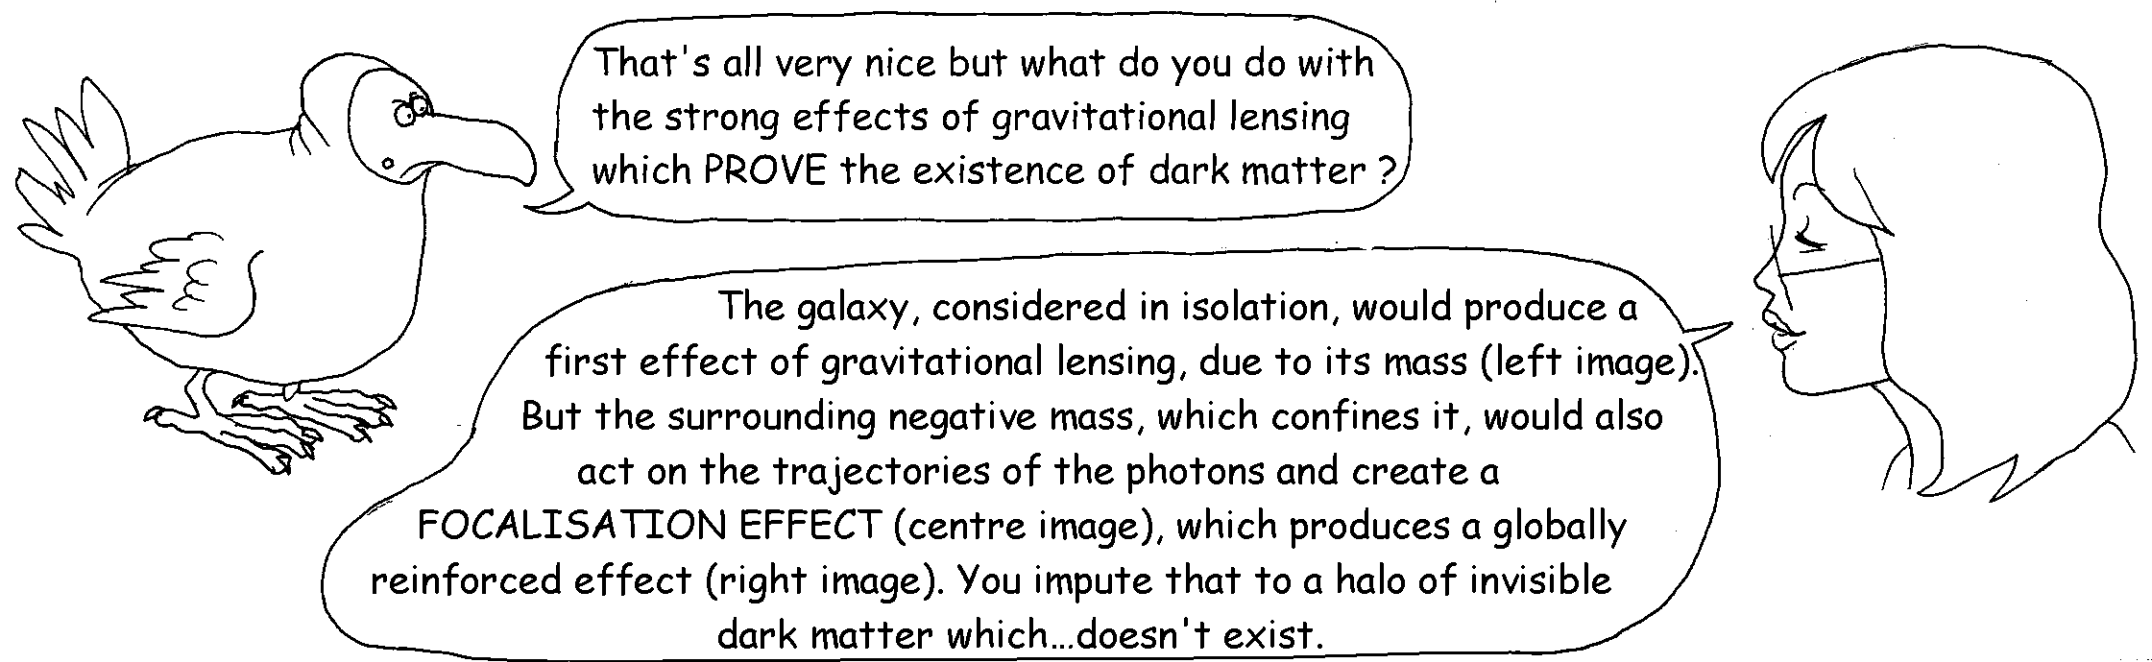 That's all very nice but what do you do with
the strong effects of gravitational lensing
which PROVE the existence of dark matter ?
The galaxy, considered in isolation, would produce a
first effect of gravitational lensing, due to its mass (left image).
But the surrounding negative mass, which confines it, would also
act on the trajectories of the photons and create a
FOCALISATION EFFECT (centre image), which produces a globally
reinforced effect (right image). You impute that to a halo of invisible
dark matter which...doesn't exist.